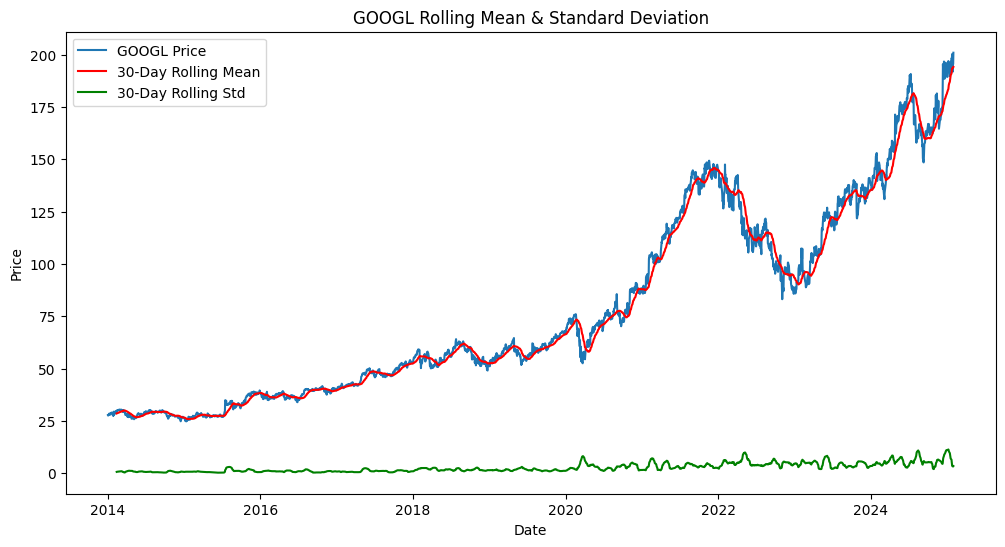 GOOGL Rolling Mean & Standard Deviation
GOOGL Price
30-Day Rolling Mean
30-Day Rolling Std
Price
200
175
150
125
100
75
50
25
0
2014 2016 2018 2020 2022 2024
Date